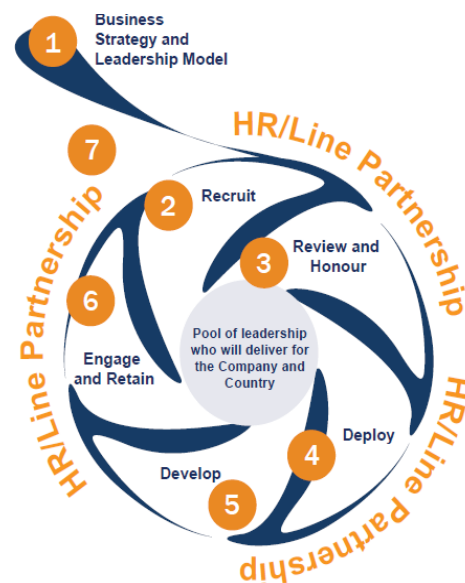 1
Business
Strategy and
Leadership Model
HR/Line Partnership
7
2
Recruit
3
Review and
Honour
HR/Line Partnership
6
Pool of leadership
who will deliver for
the Company and
Country
Engage
and Retain
HR/Line Partnership
4
Deploy
Develop
5